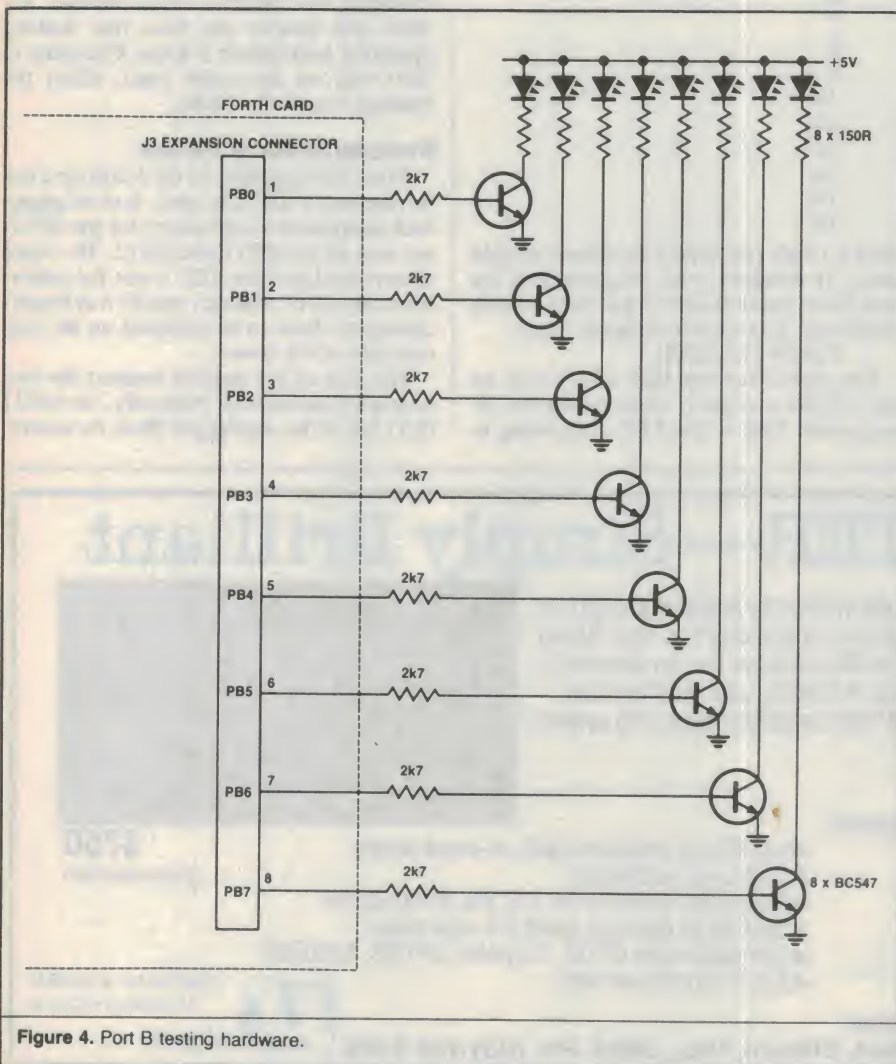 +5V
FORTH CARD
8 x 150R
J3 EXPANSION CONNECTOR
PB0 1 2k7
PB1 2 2k7
PB2 3 2k7
PB3 4 2k7
PB4 5 2k7
PB5 6 2k7
PB6 7 2k7
PB7 8 2k7
8 x BC547
Figure 4. Port B testing hardware.